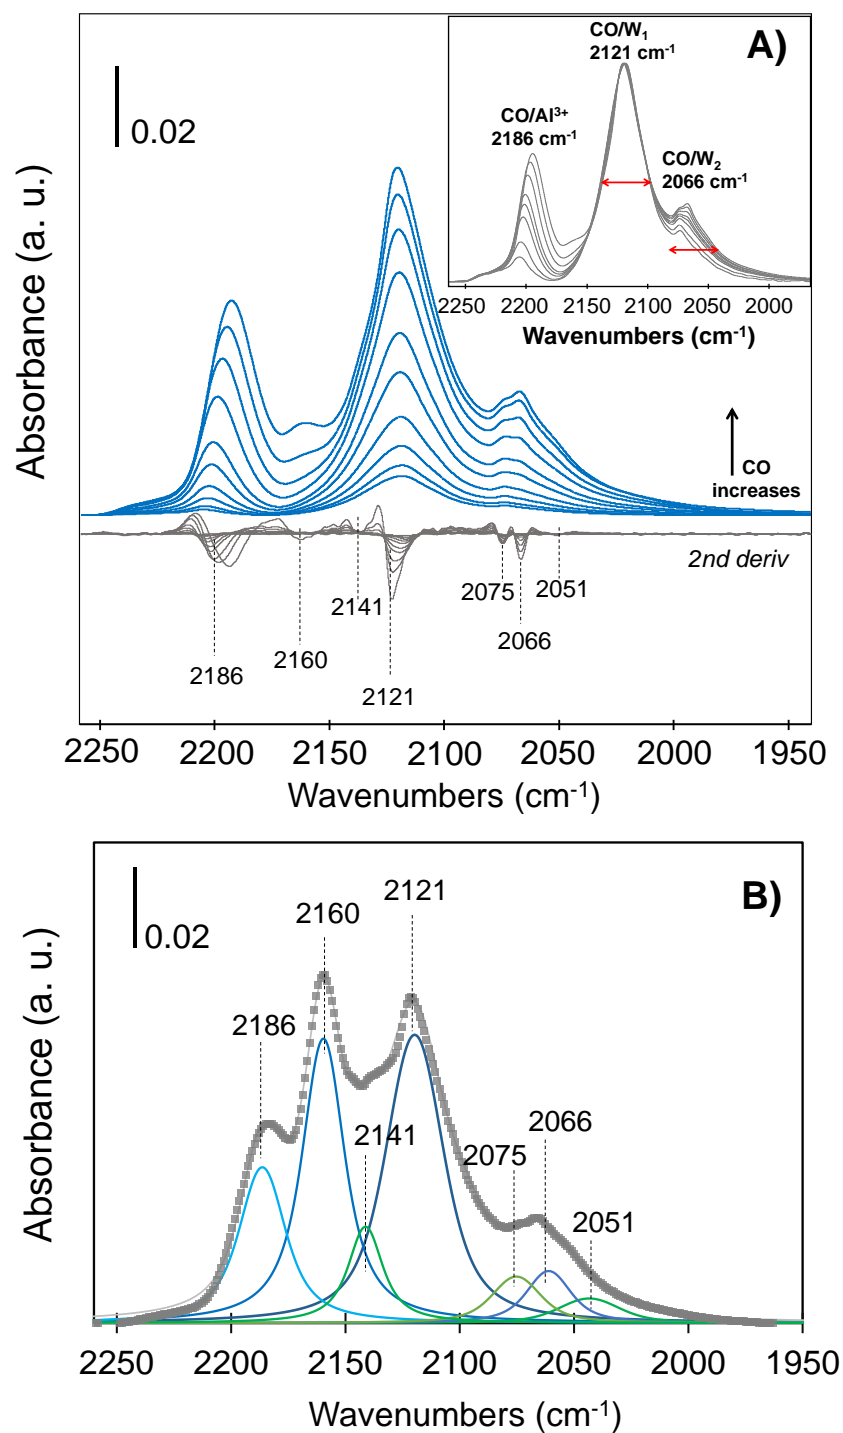 A)
0.02
CO/W₁
2121 cm⁻¹
CO/Al³⁺
2186 cm⁻¹
CO/W₂
2066 cm⁻¹
2250 2200 2150 2100 2050 2000
Wavenumbers (cm⁻¹)
Absorbance (a. u.)
CO
increases
2nd deriv
2186
2160
2141
2121
2075
2066
2051
2250 2200 2150 2100 2050 2000 1950
Wavenumbers (cm⁻¹)
B)
0.02
2186
2160
2141
2121
2075
2066
2051
Absorbance (a. u.)
2250 2200 2150 2100 2050 2000 1950
Wavenumbers (cm⁻¹)